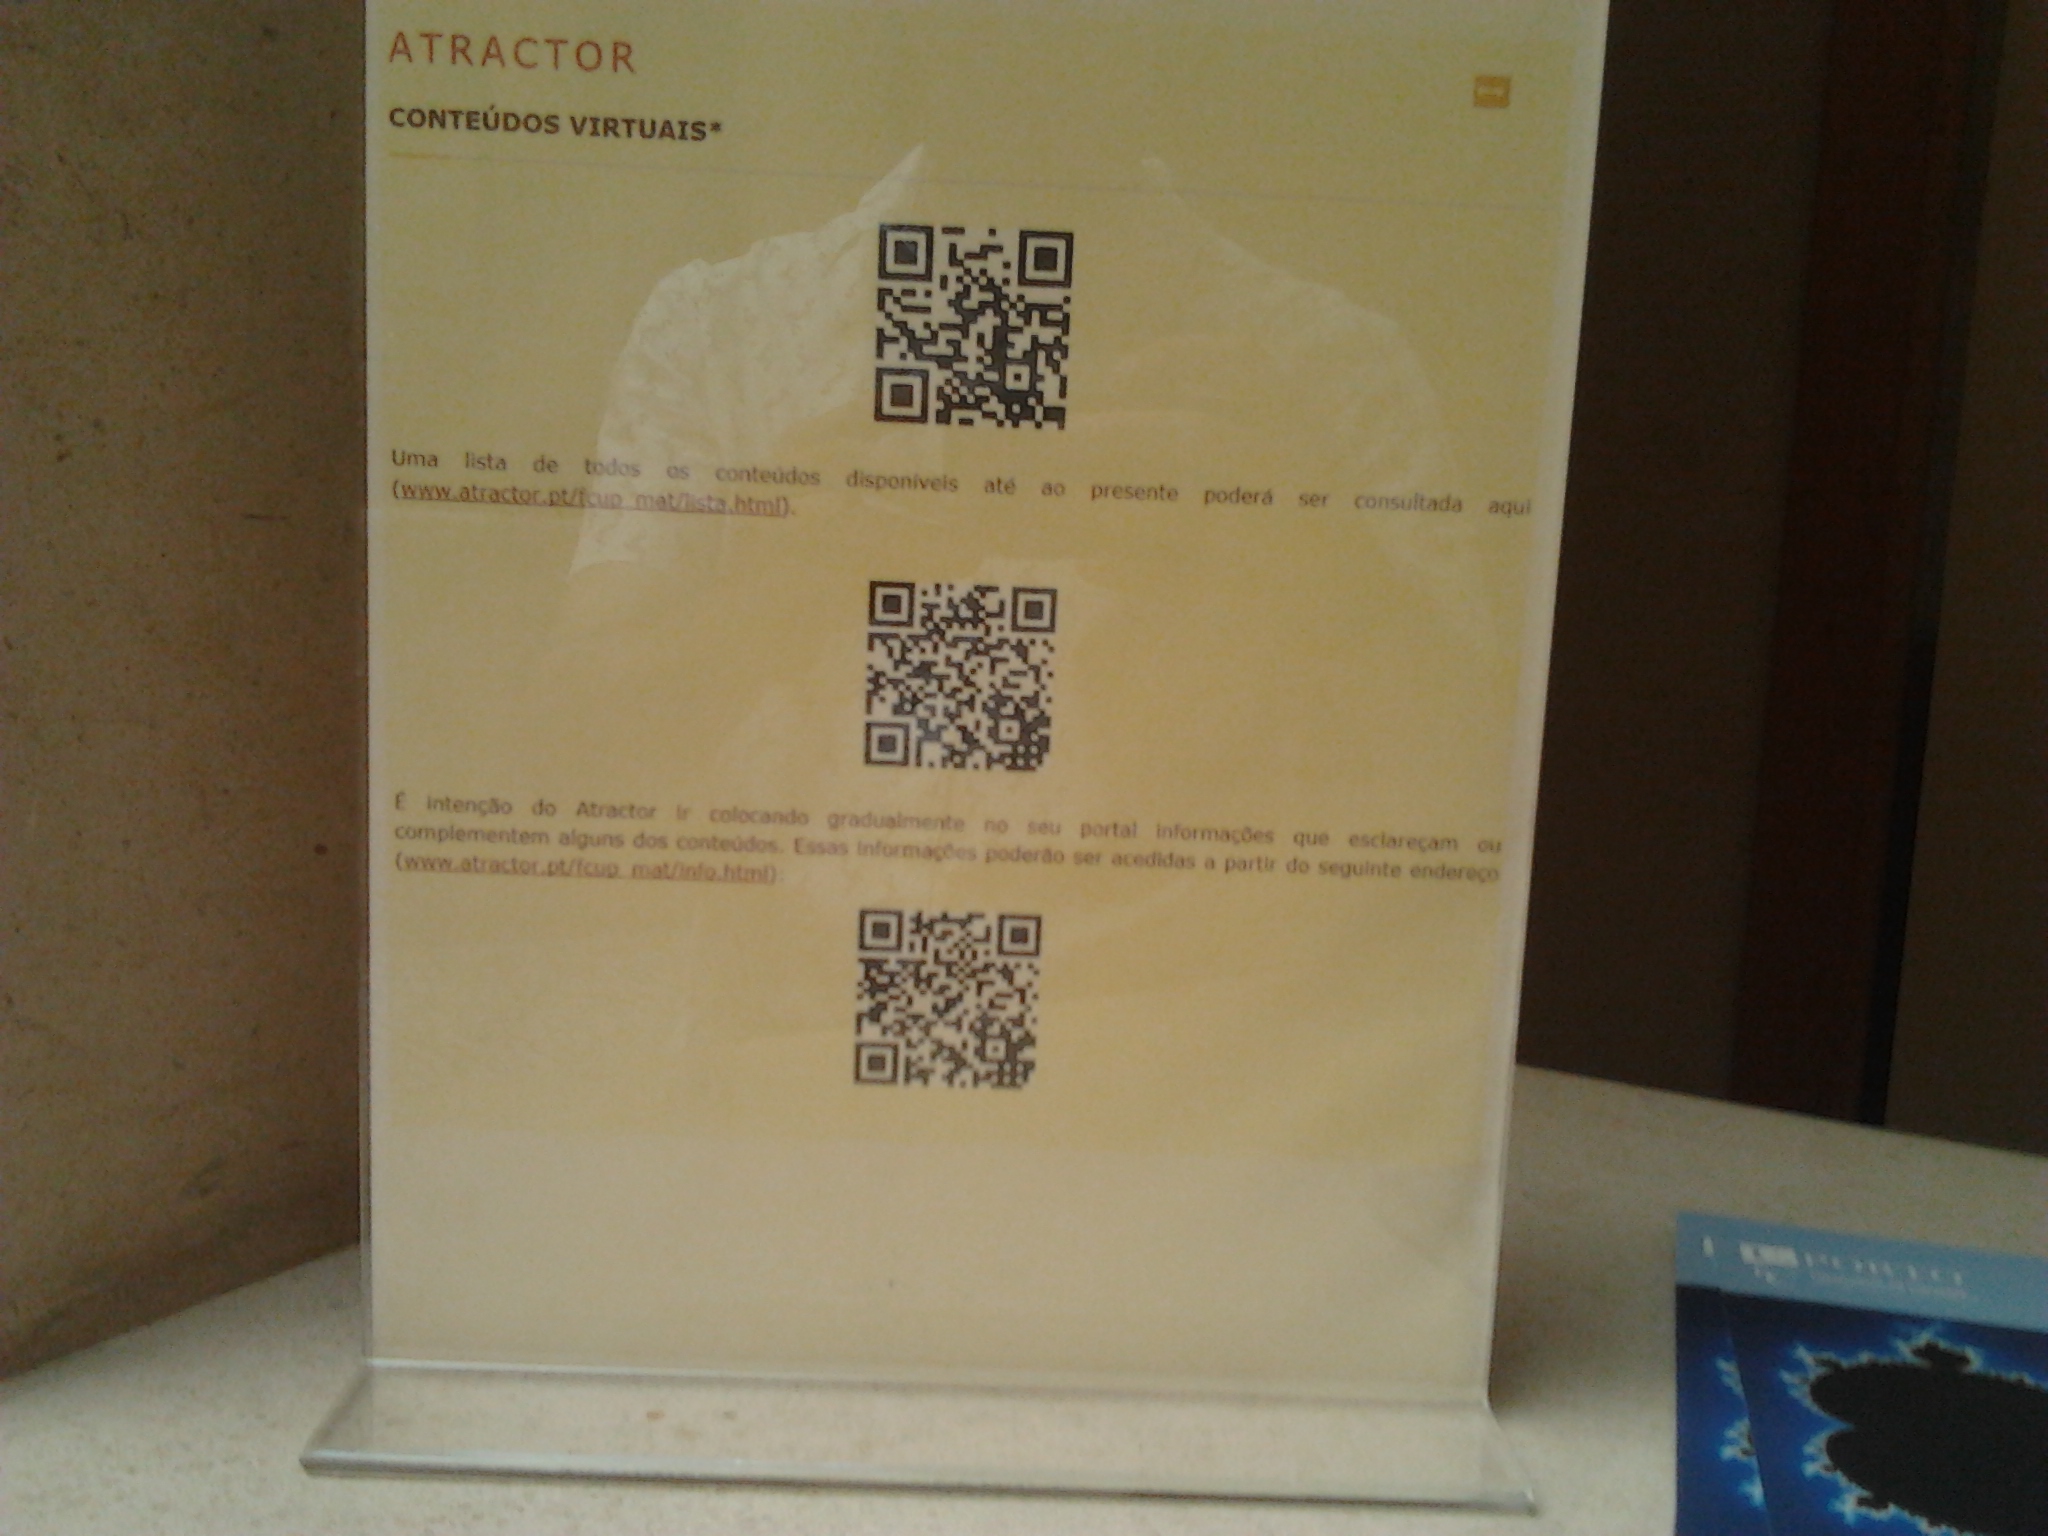 ATRACTOR
CONTEÚDOS VIRTUAIS*
Uma lista de todos os conteúdos disponíveis até ao presente poderá ser consultada aqui
(www.atractor.pt/fcup_mat/lista.html).
É intenção do Atractor ir colocando gradualmente no seu portal informações que esclareçam ou
complementem alguns dos conteúdos. Essas informações poderão ser acedidas a partir do seguinte endereço
(www.atractor.pt/fcup_mat/info.html):
PORTO